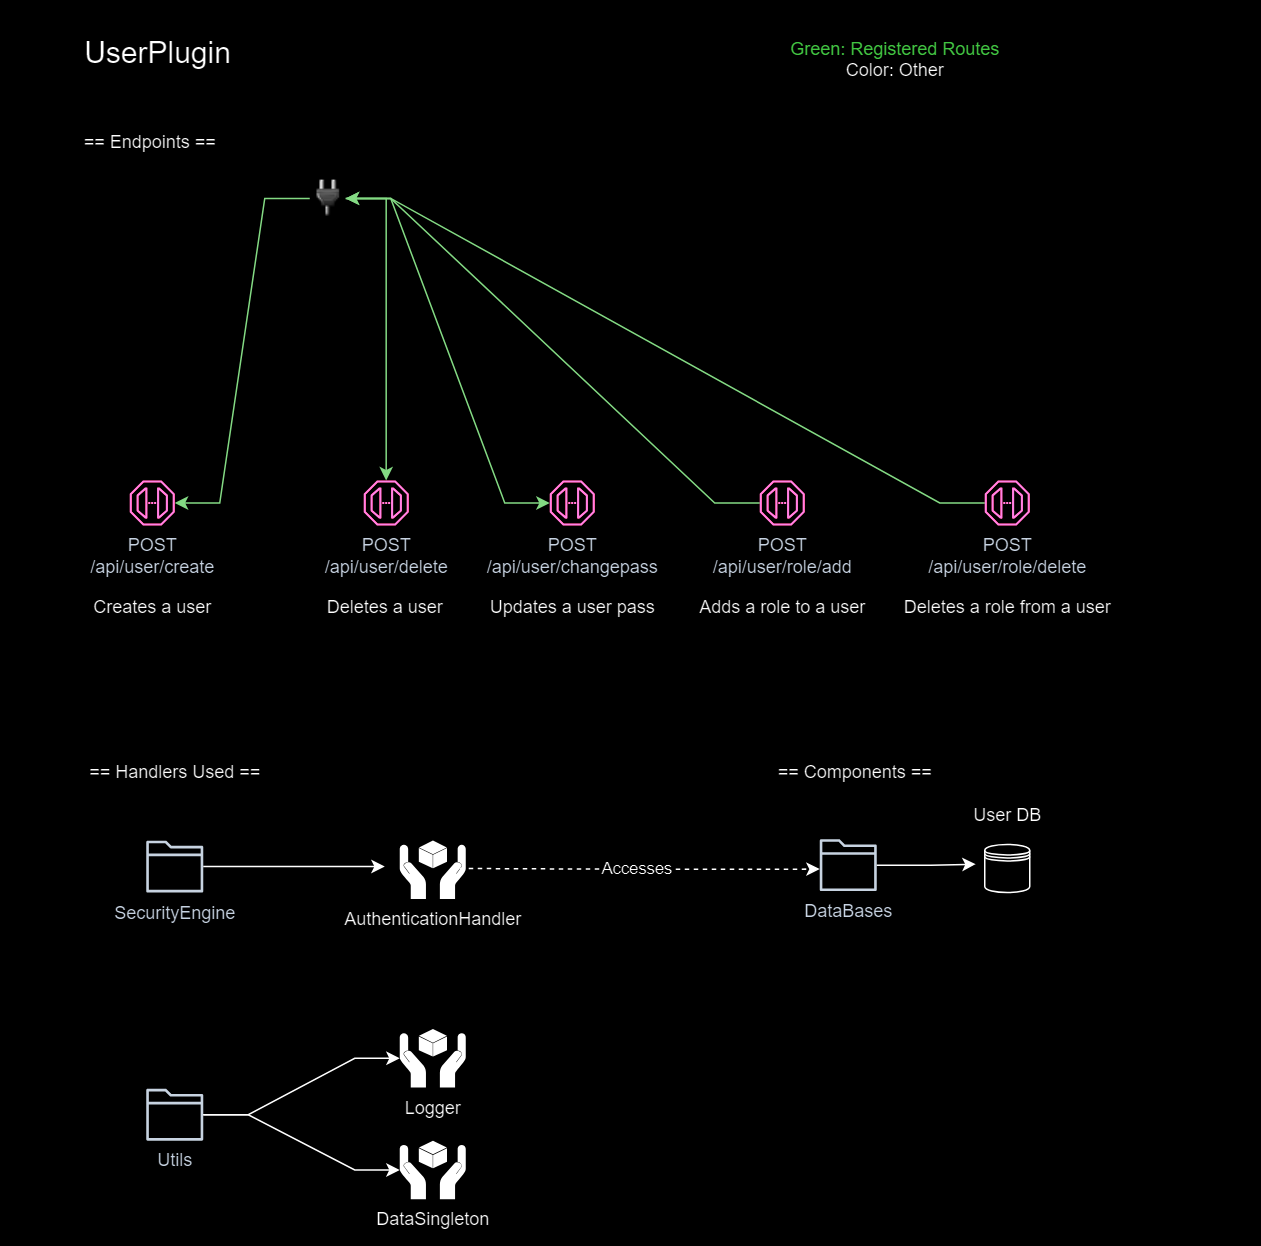 UserPlugin
Green: Registered Routes
Color: Other
== Endpoints ==
POST
/api/user/create
Creates a user
POST
/api/user/delete
Deletes a user
POST
/api/user/changepass
Updates a user pass
POST
/api/user/role/add
Adds a role to a user
POST
/api/user/role/delete
Deletes a role from a user
== Handlers Used ==
SecurityEngine
AuthenticationHandler
Accesses
== Components ==
DataBases
User DB
Utils
Logger
DataSingleton